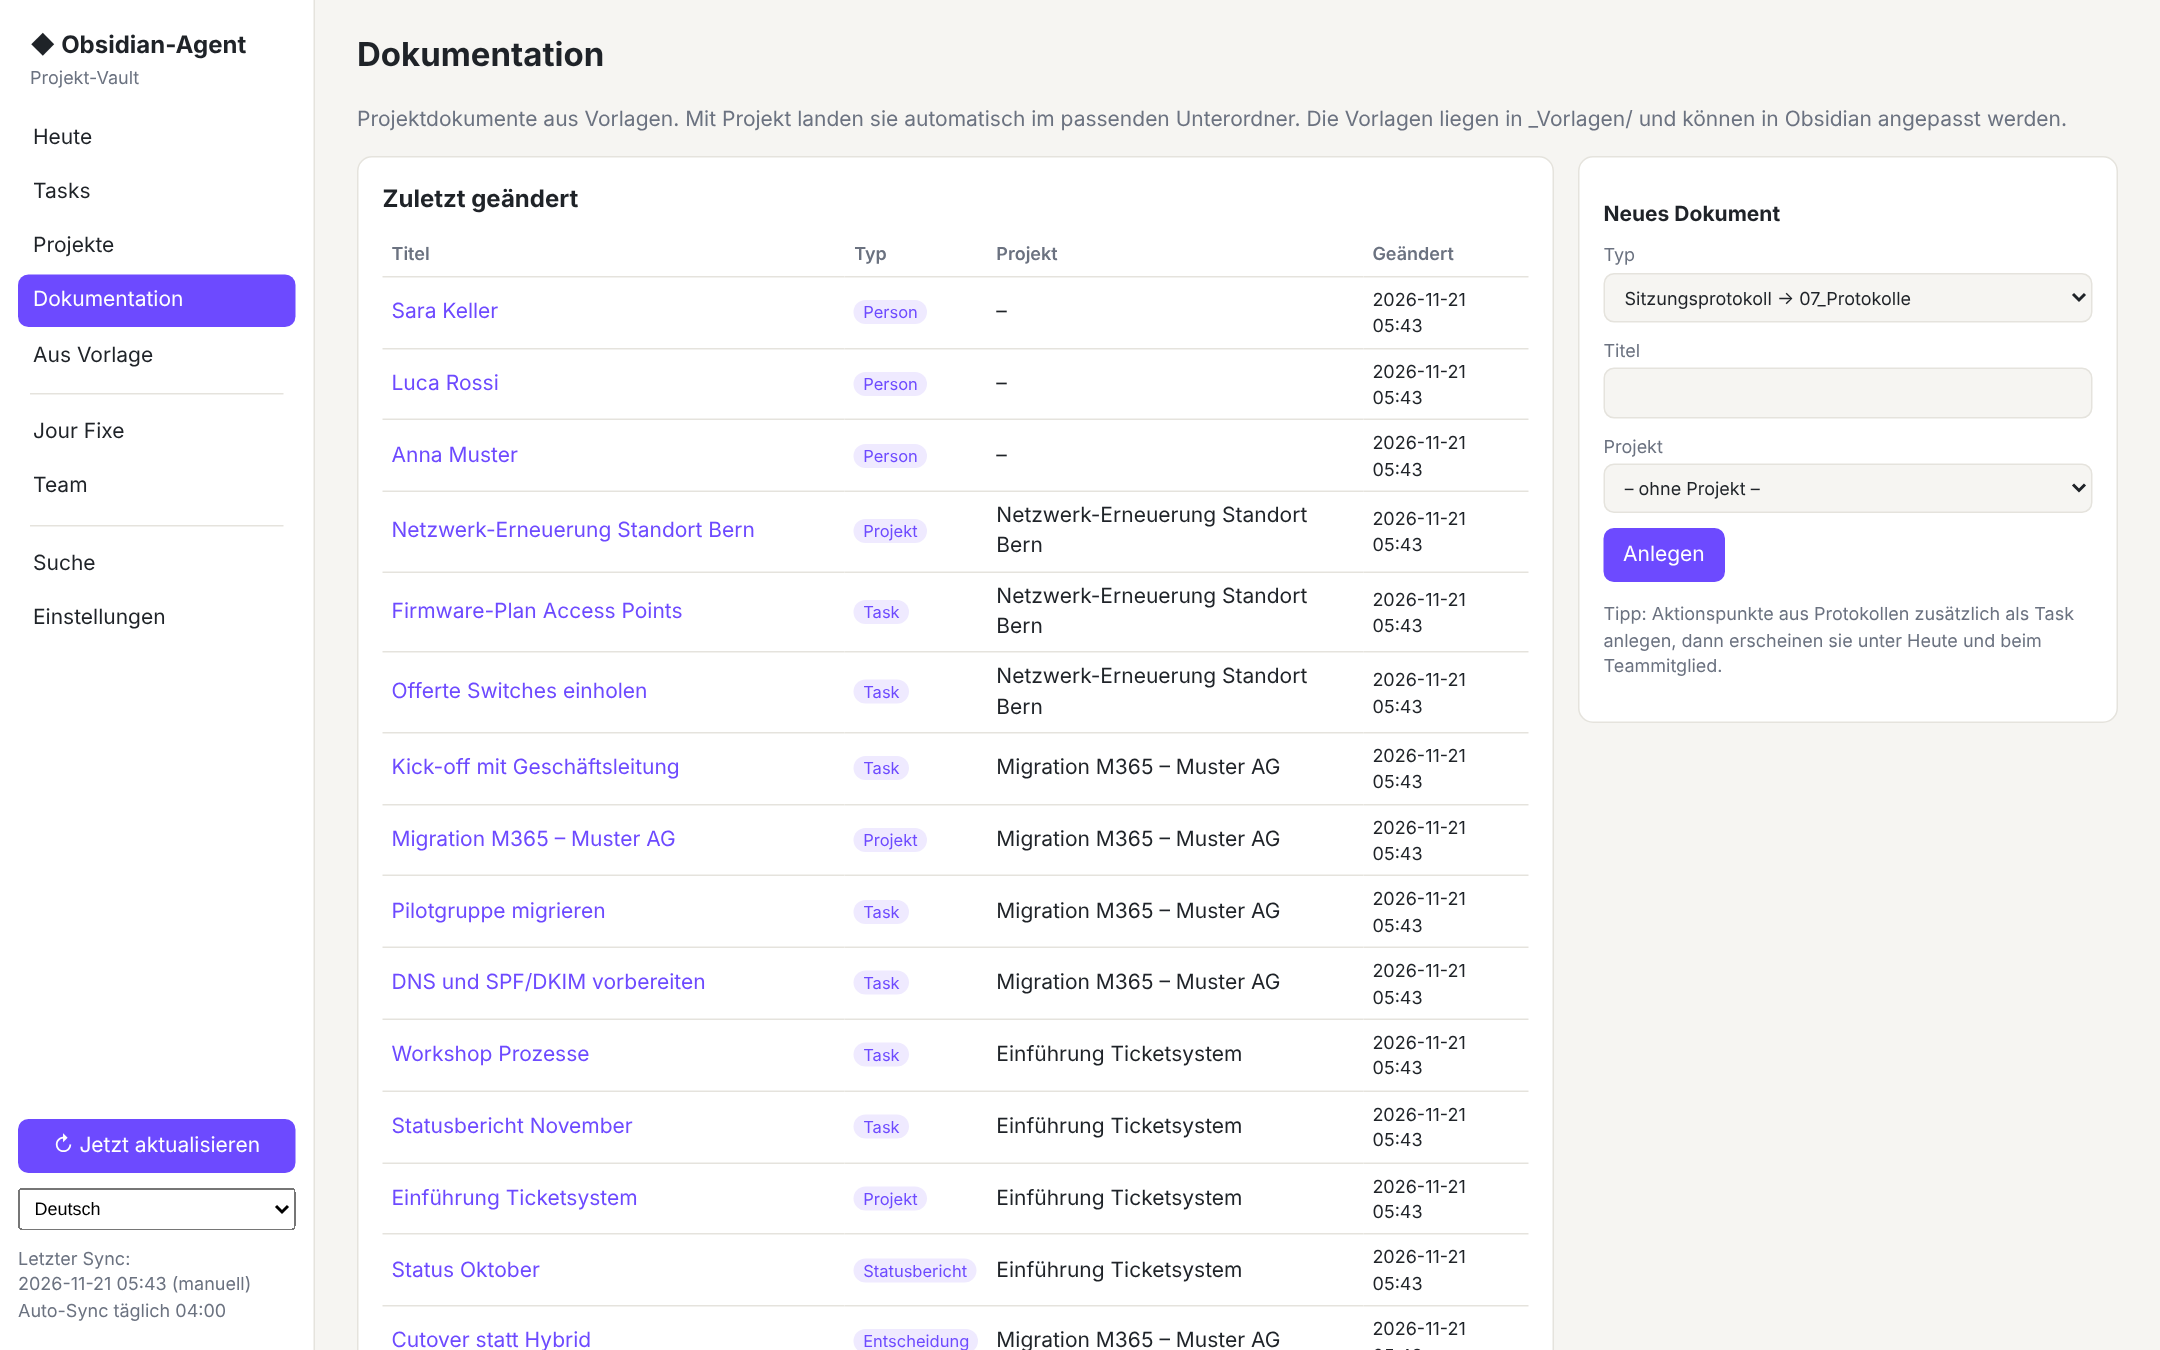 ◆ Obsidian-Agent
Projekt-Vault
Heute
Tasks
Projekte
Dokumentation
Aus Vorlage
Jour Fixe
Team
Suche
Einstellungen
↻ Jetzt aktualisieren
Deutsch
Letzter Sync:
2026-11-21 05:43 (manuell)
Auto-Sync täglich 04:00
Dokumentation
Projektdokumente aus Vorlagen. Mit Projekt landen sie automatisch im passenden Unterordner. Die Vorlagen liegen in _Vorlagen/ und können in Obsidian angepasst werden.
Zuletzt geändert
Titel Typ Projekt Geändert
Sara Keller Person – 2026-11-21
05:43
Luca Rossi Person – 2026-11-21
05:43
Anna Muster Person – 2026-11-21
05:43
Netzwerk-Erneuerung Standort Bern Projekt Netzwerk-Erneuerung Standort 2026-11-21
Bern 05:43
Firmware-Plan Access Points Task Netzwerk-Erneuerung Standort 2026-11-21
Bern 05:43
Offerte Switches einholen Task Netzwerk-Erneuerung Standort 2026-11-21
Bern 05:43
Kick-off mit Geschäftsleitung Task Migration M365 – Muster AG 2026-11-21
05:43
Migration M365 – Muster AG Projekt Migration M365 – Muster AG 2026-11-21
05:43
Pilotgruppe migrieren Task Migration M365 – Muster AG 2026-11-21
05:43
DNS und SPF/DKIM vorbereiten Task Migration M365 – Muster AG 2026-11-21
05:43
Workshop Prozesse Task Einführung Ticketsystem 2026-11-21
05:43
Statusbericht November Task Einführung Ticketsystem 2026-11-21
05:43
Einführung Ticketsystem Projekt Einführung Ticketsystem 2026-11-21
05:43
Status Oktober Statusbericht Einführung Ticketsystem 2026-11-21
05:43
Cutover statt Hybrid Entscheidung Migration M365 – Muster AG 2026-11-21
Neues Dokument
Typ
Sitzungsprotokoll → 07_Protokolle
Titel
Projekt
– ohne Projekt –
Anlegen
Tipp: Aktionspunkte aus Protokollen zusätzlich als Task
anlegen, dann erscheinen sie unter Heute und beim
Teammitglied.